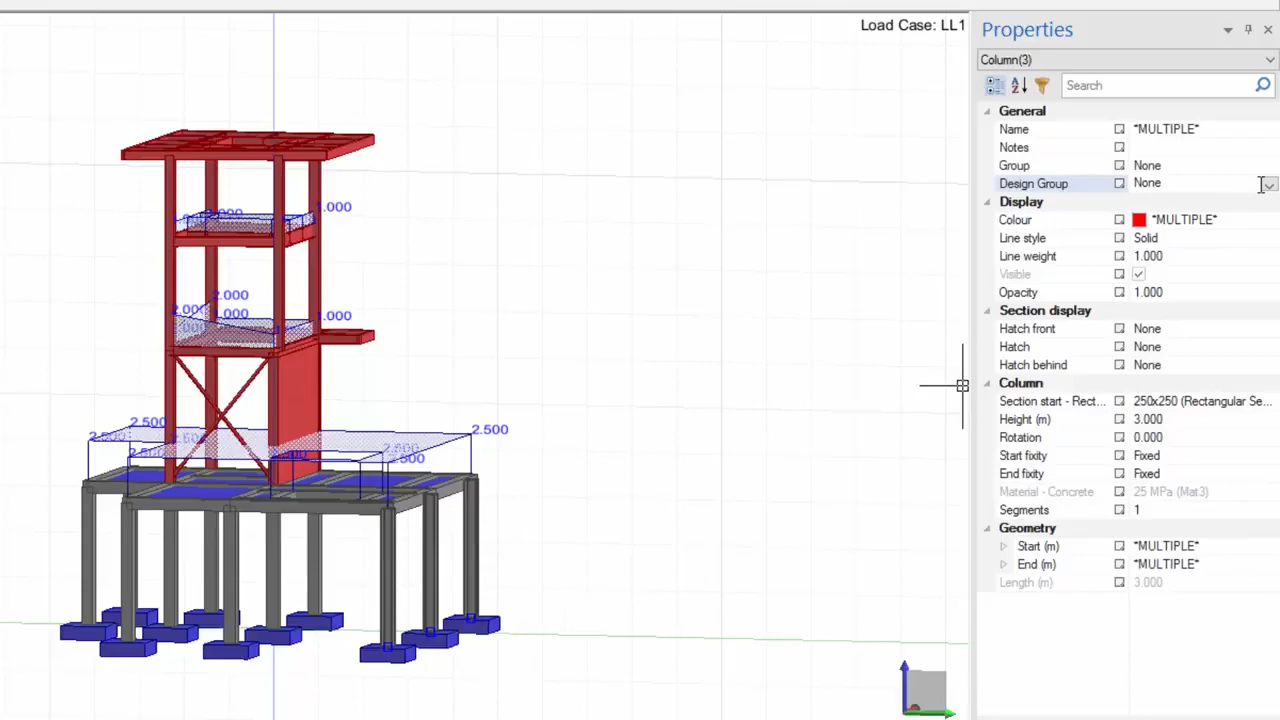 Load Case: LL1
1.000
2.000
1.000
2.000
1.000
2.500
2.500
2.500
2.500
Properties
Column(3)
Search
General
Name *MULTIPLE*
Notes
Group None
Design Group None
Display
Colour *MULTIPLE*
Line style Solid
Line weight 1.000
Visible
Opacity 1.000
Section display
Hatch front None
Hatch None
Hatch behind None
Column
Section start - Rect... 250x250 (Rectangular Se...
Height (m) 3.000
Rotation 0.000
Start fixity Fixed
End fixity Fixed
Material - Concrete 25 MPa (Mat3)
Segments 1
Geometry
Start (m) *MULTIPLE*
End (m) *MULTIPLE*
Length (m) 3.000